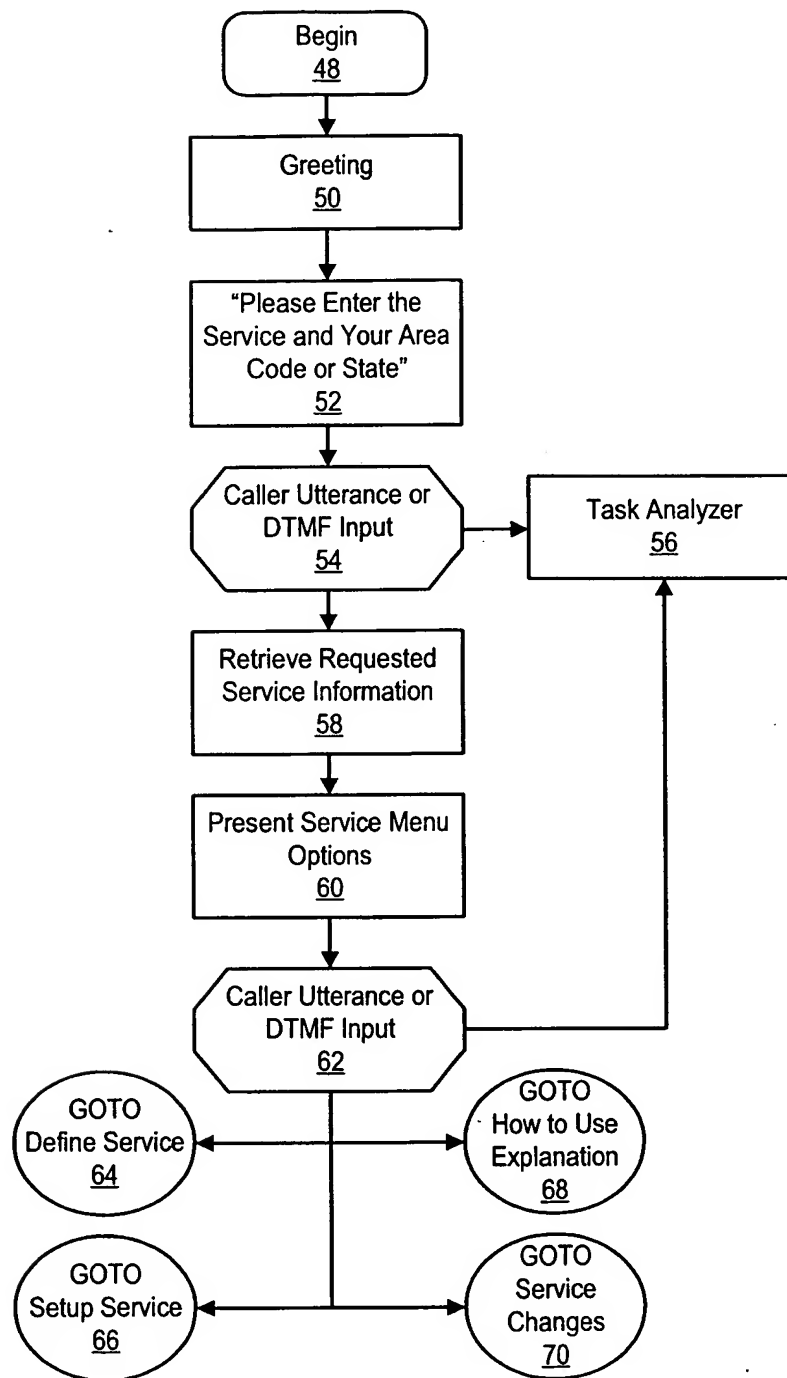 Begin
48
Greeting
50
"Please Enter the
Service and Your Area
Code or State"
52
Caller Utterance or
DTMF Input
54
Task Analyzer
56
Retrieve Requested
Service Information
58
Present Service Menu
Options
60
Caller Utterance or
DTMF Input
62
GOTO
Define Service
64
GOTO
How to Use
Explanation
68
GOTO
Setup Service
66
GOTO
Service
Changes
70